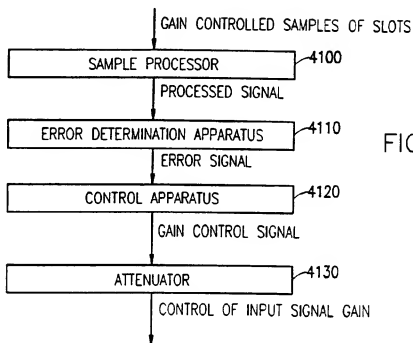 GAIN CONTROLLED SAMPLES OF SLOTS
SAMPLE PROCESSOR
4100
PROCESSED SIGNAL
ERROR DETERMINATION APPARATUS
4110
FIG
ERROR SIGNAL
CONTROL APPARATUS
4120
GAIN CONTROL SIGNAL
ATTENUATOR
4130
CONTROL OF INPUT SIGNAL GAIN